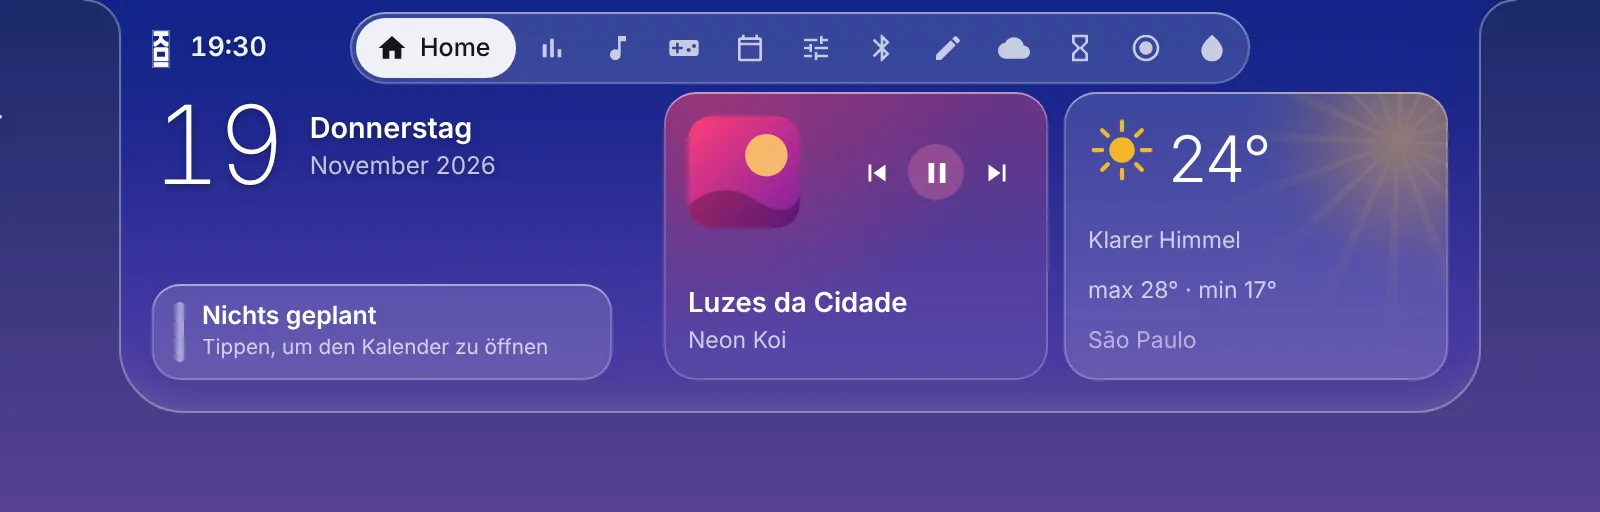 19:30
Home
19
Donnerstag
November 2026
Nichts geplant
Tippen, um den Kalender zu öffnen
Luzes da Cidade
Neon Koi
24°
Klarer Himmel
max 28° · min 17°
São Paulo